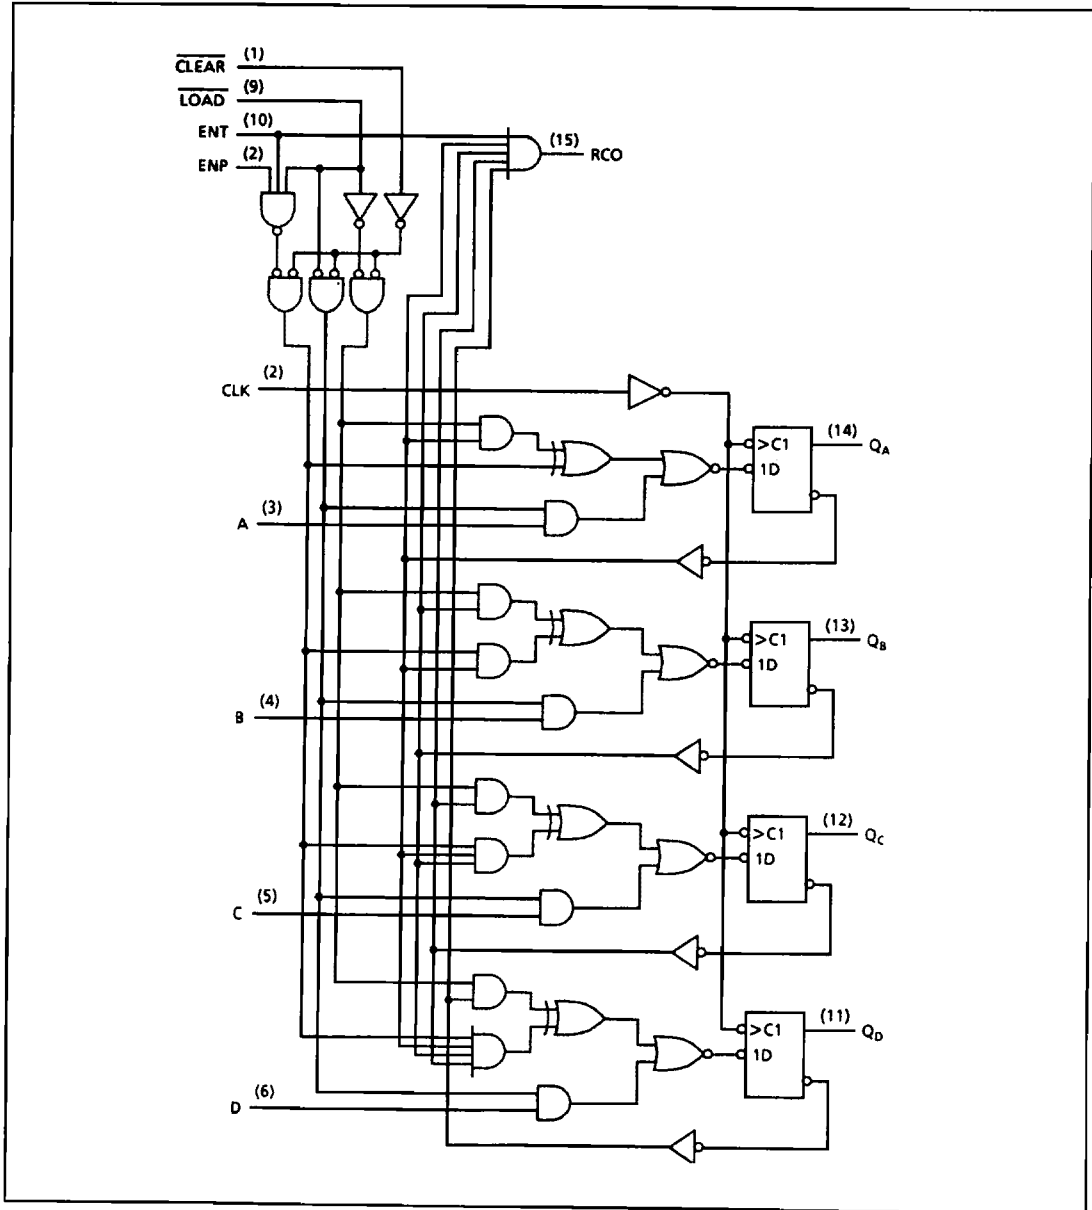 CLEAR (1)
LOAD (9)
ENT (10)
ENP (2)
(15) RCO
CLK (2)
>C1 (14) QA
1D
A (3)
>C1 (13) QB
1D
B (4)
>C1 (12) QC
1D
C (5)
>C1 (11) QD
1D
D (6)